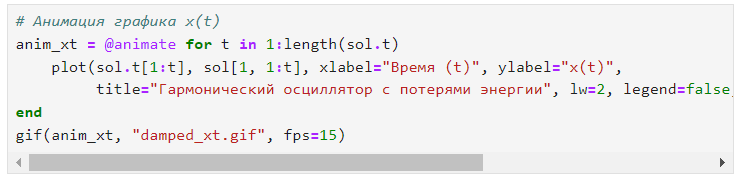 # Анимация графика x(t)
anim_xt = @animate for t in 1:length(sol.t)
    plot(sol.t[1:t], sol[1, 1:t], xlabel="Время (t)", ylabel="x(t)",
         title="Гармонический осциллятор с потерями энергии", lw=2, legend=false,
end
gif(anim_xt, "damped_xt.gif", fps=15)